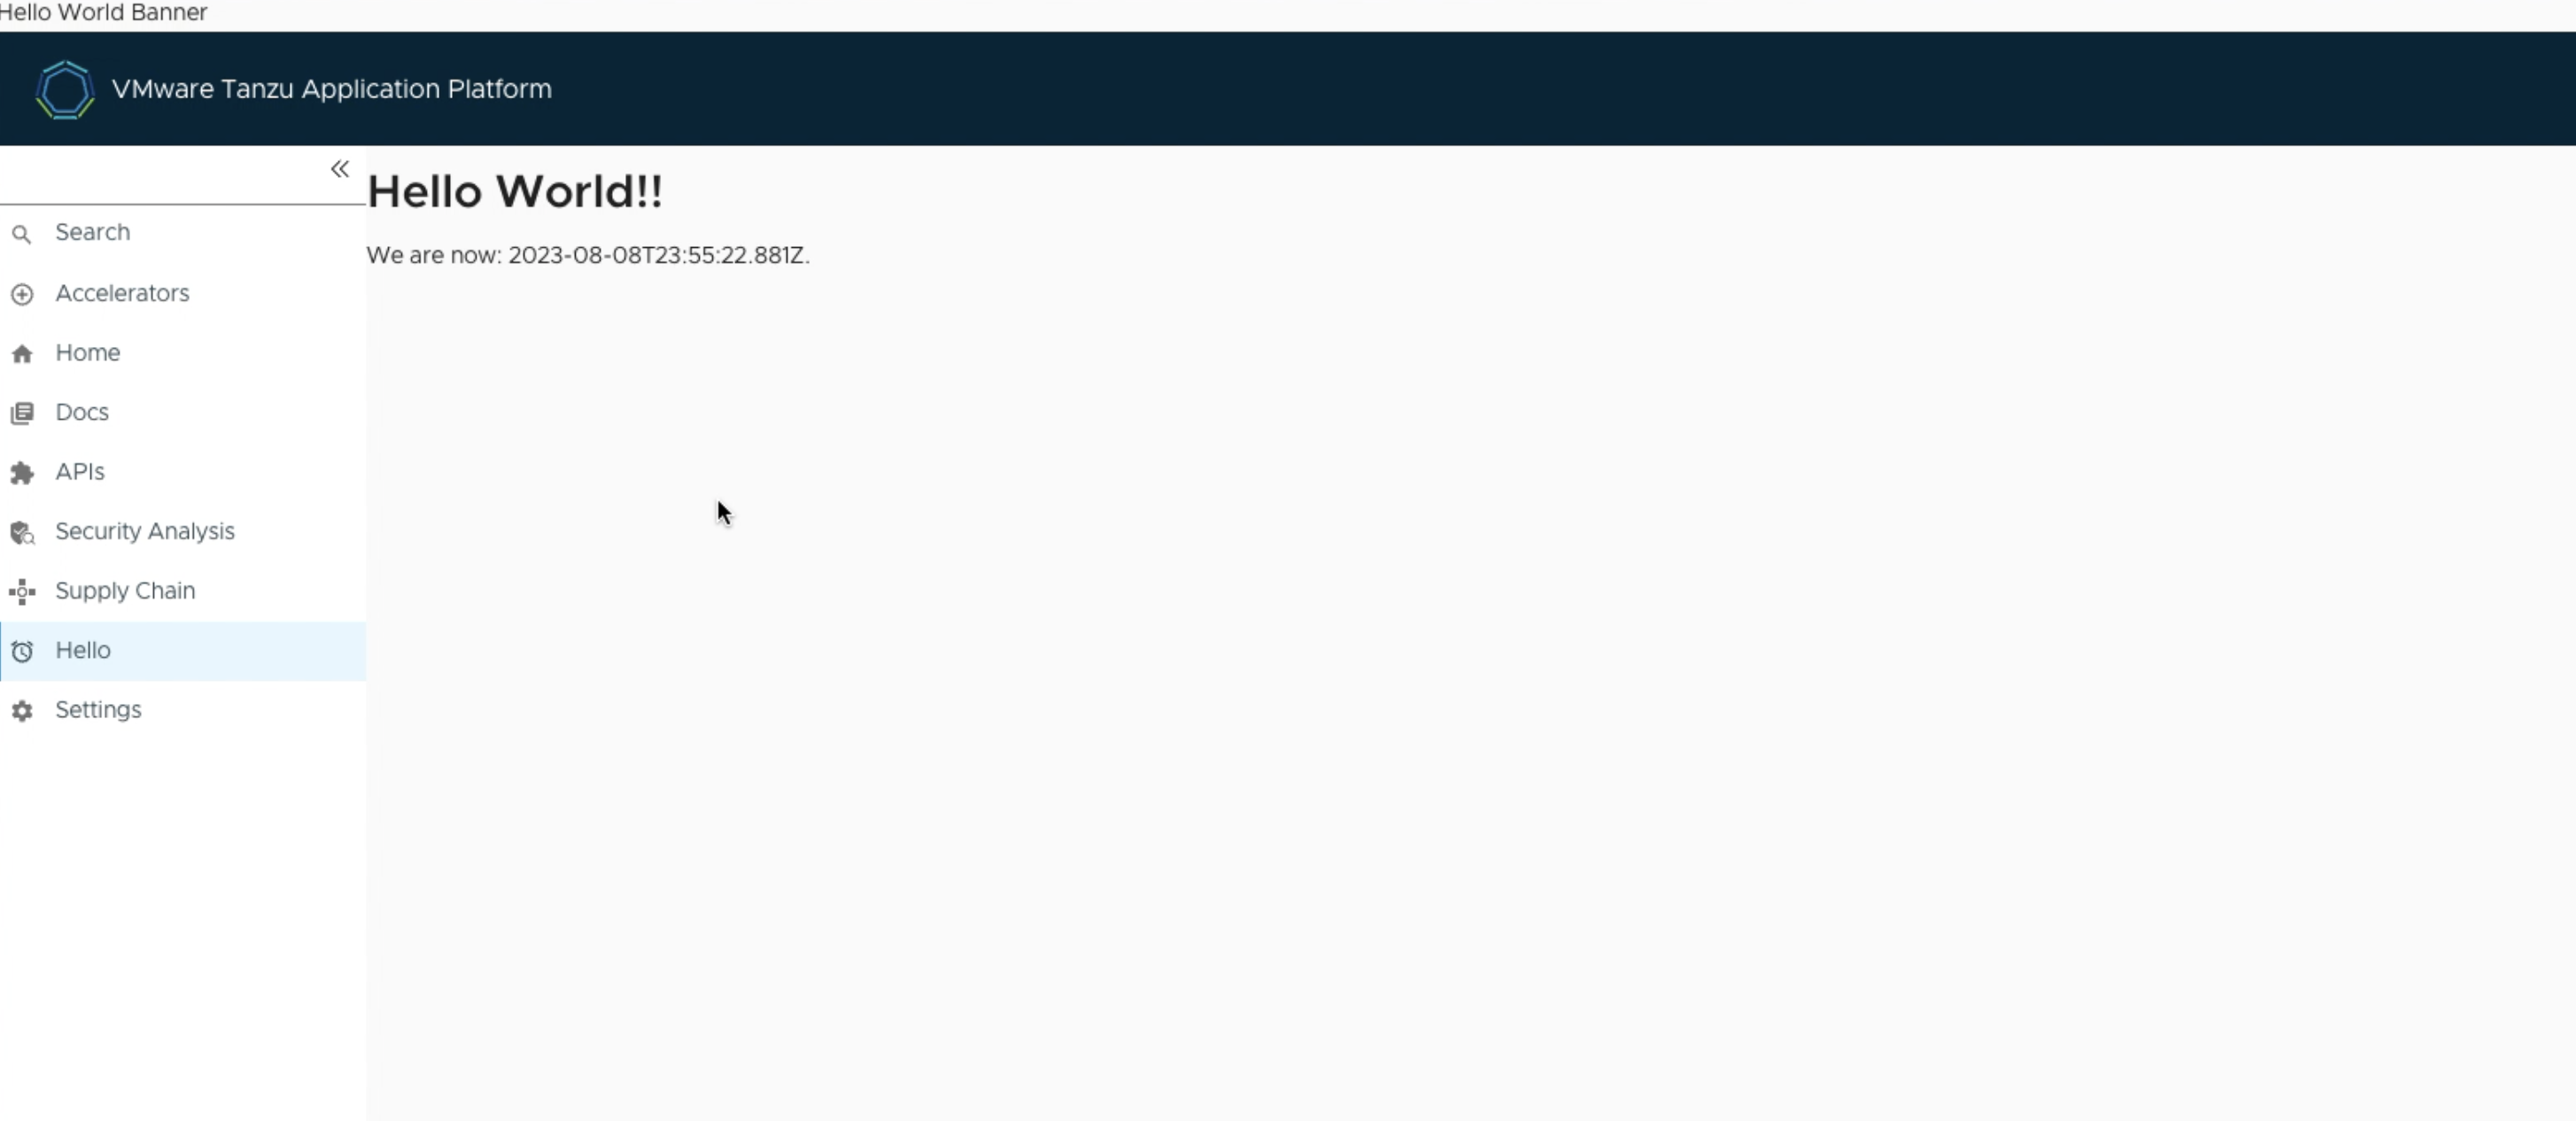 Hello World Banner
VMware Tanzu Application Platform
Hello World!!
We are now: 2023-08-08T23:55:22.881Z.
Search
Accelerators
Home
Docs
APIs
Security Analysis
Supply Chain
Hello
Settings